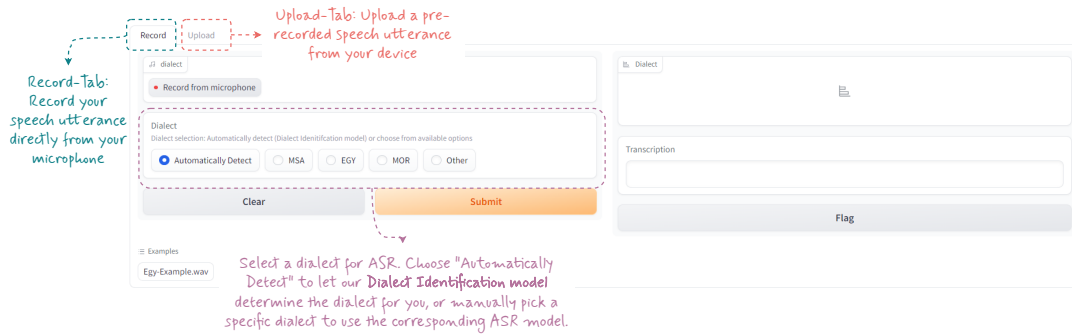 Upload-Tab: Upload a pre-
recorded speech utterance
from your device
Record
Upload
Record-Tab:
Record your
speech utterance
directly from your
microphone
dialect
Record from microphone
Dialect
Dialect selection: Automatically detect (Dialect Idenitifcation model) or choose from available options
Automatically Detect
MSA
EGY
MOR
Other
Clear
Submit
Examples
Egy-Example.wav
Select a dialect for ASR. Choose "Automatically
Detect" to let our Dialect Identification model
determine the dialect for you, or manually pick a
specific dialect to use the corresponding ASR model.
Dialect
Transcription
Flag